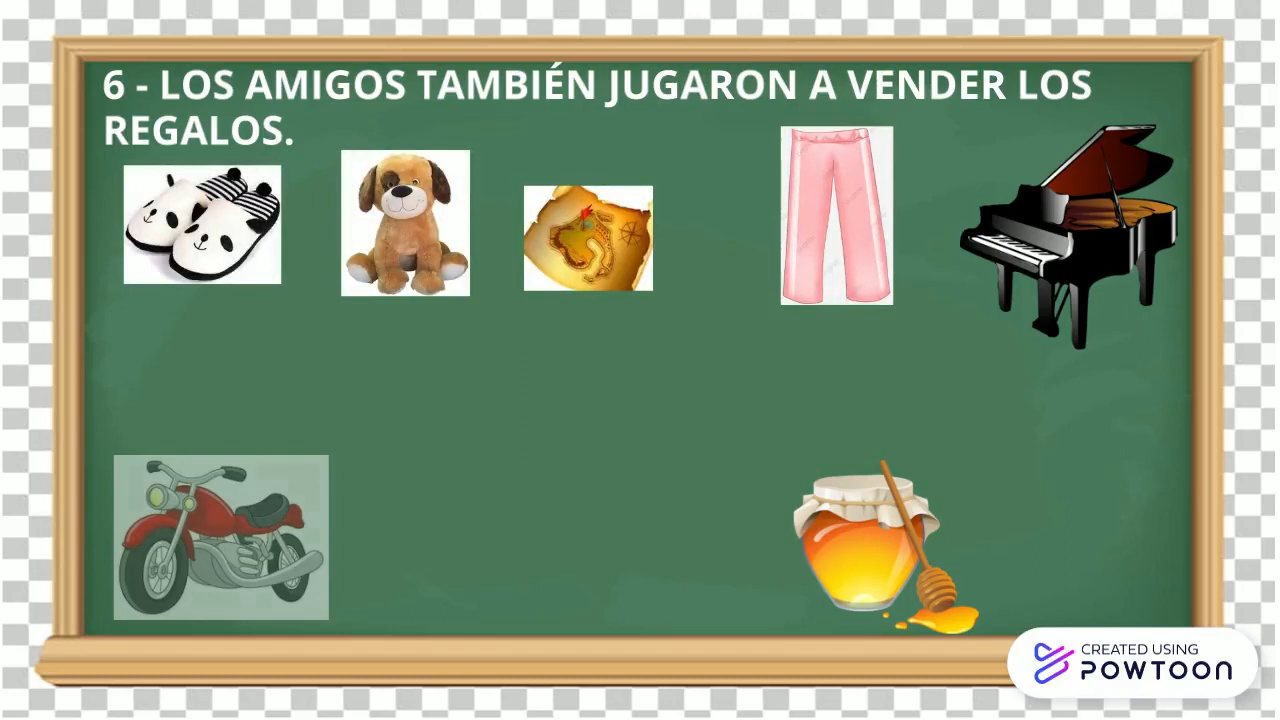 6 - LOS AMIGOS TAMBIÉN JUGARON A VENDER LOS
REGALOS.
CREATED USING
POWTOON